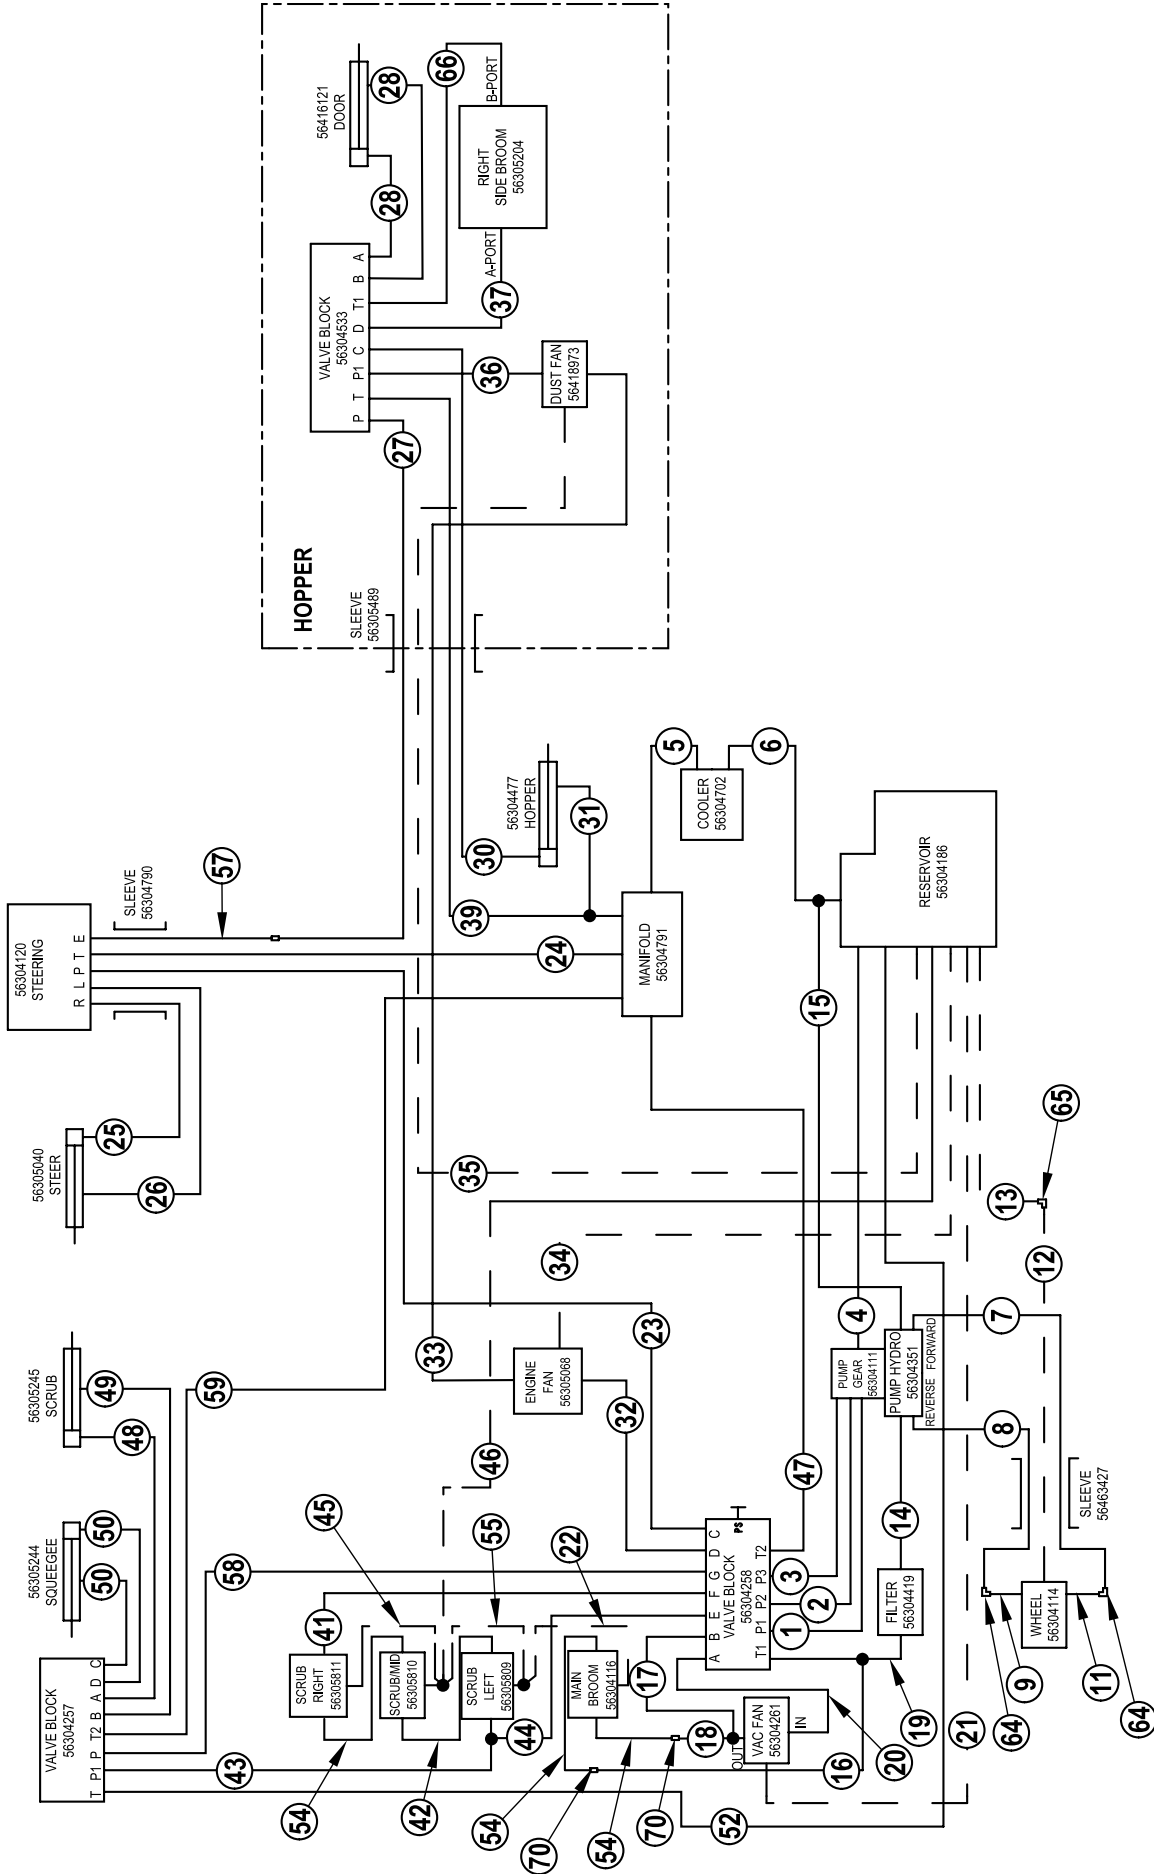 56304257
VALVE BLOCK
T P1 P T2 B A D C
56305244
SQUEEGEE
50
50
56305245
SCRUB
48
49
56305040
STEER
26
25
56304120
STEERING
R L P T E
SLEEVE
56304790
57
HOPPER
SLEEVE
56305489
VALVE BLOCK
56304533
P T P1 C D T1 B A
56416121
DOOR
28
28
66
B-PORT
RIGHT
SIDE BROOM
56305204
A-PORT
37
36
DUST FAN
56418973
27
43
58
59
54
SCRUB
RIGHT
56305811
41
45
42
SCRUB/MID
56305810
55
SCRUB
LEFT
56305809
44
46
22
54
MAIN
BROOM
56304116
70
54
70
18
17
OUT
VAC FAN
56304261
IN
16
20
19
21
52
VALVE BLOCK
56304258
A B E F G D C
T1 P1 P2 P3 T2
PS
1
2
3
47
32
ENGINE
FAN
56305068
33
23
34
35
24
39
30
31
56304477
HOPPER
MANIFOLD
56304791
5
COOLER
56304702
6
RESERVOIR
56304186
15
4
PUMP
GEAR
56304111
PUMP HYDRO
56304351
REVERSE FORWARD
14
FILTER
56304419
8
7
12
13
65
SLEEVE
56463427
WHEEL
56304114
9
11
64
64